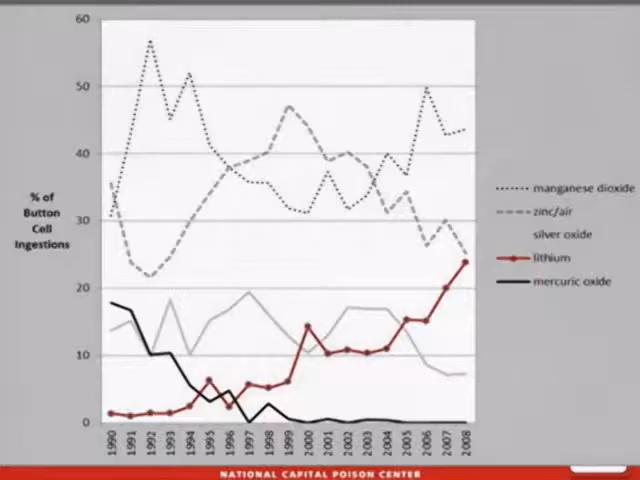 60
50
40
30
20
10
0
% of
Button
Cell
Ingestions
manganese dioxide
zinc/air
silver oxide
lithium
mercuric oxide
1990 1991 1992 1993 1994 1995 1996 1997 1998 1999 2000 2001 2002 2003 2004 2005 2006 2007 2008
NATIONAL CAPITAL POISON CENTER